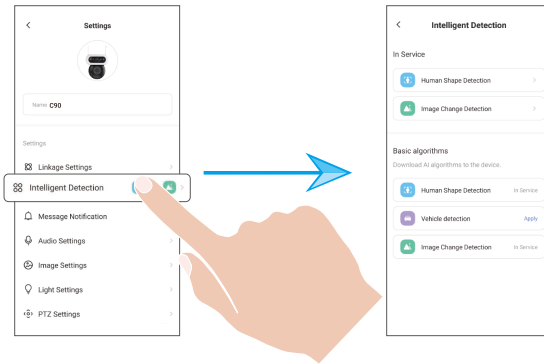 Settings
Name C90
Settings
Linkage Settings
Intelligent Detection
Message Notification
Audio Settings
Image Settings
Light Settings
PTZ Settings
Intelligent Detection
In Service
Human Shape Detection
Image Change Detection
Basic algorithms
Download AI algorithms to the device.
Human Shape Detection In Service
Vehicle detection Apply
Image Change Detection In Service